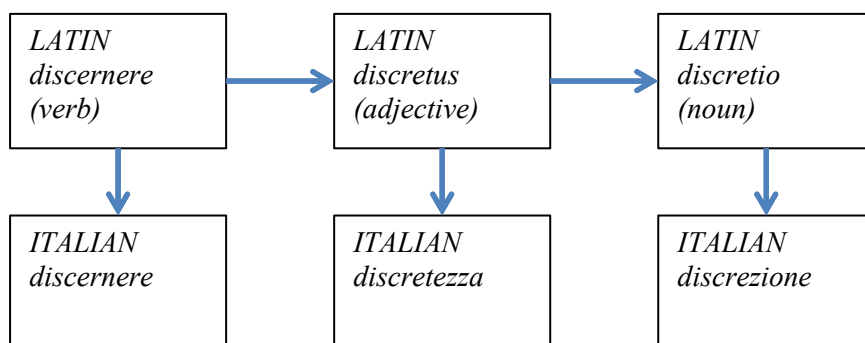 LATIN
discernere
(verb)
LATIN
discretus
(adjective)
LATIN
discretio
(noun)
ITALIAN
discernere
ITALIAN
discretezza
ITALIAN
discrezione